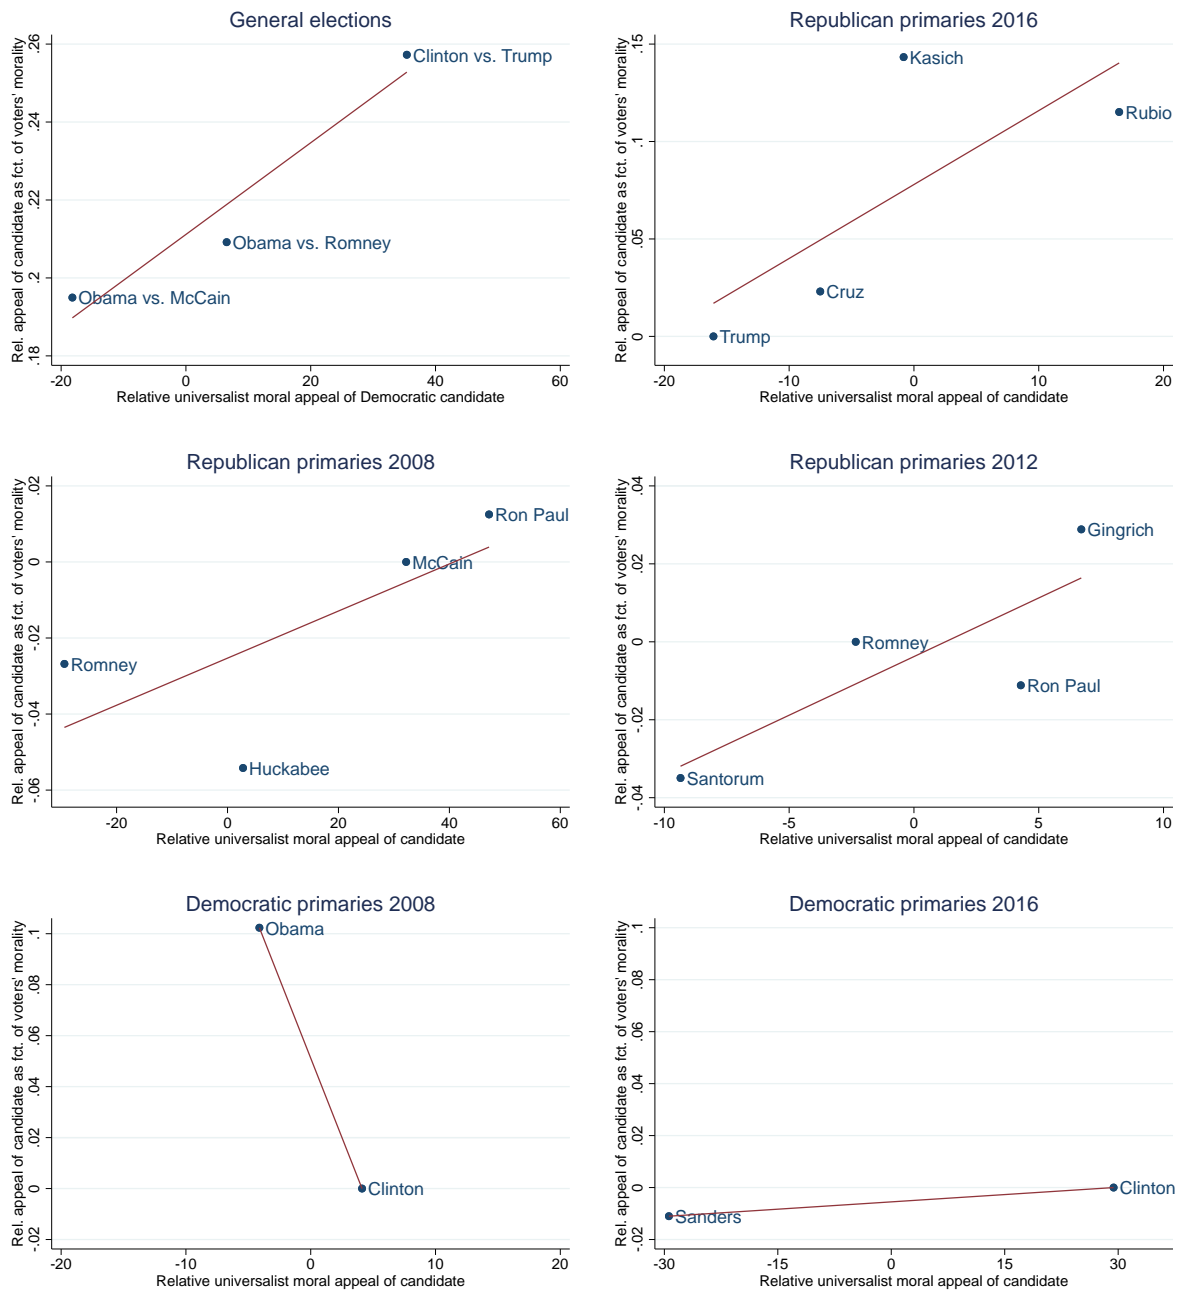 General elections
Rel. appeal of candidate as fct. of voters' morality
.26
.24
.22
.2
.18
Clinton vs. Trump
Obama vs. Romney
Obama vs. McCain
-20 0 20 40 60
Relative universalist moral appeal of Democratic candidate
Republican primaries 2016
Rel. appeal of candidate as fct. of voters' morality
.15
.1
.05
0
Kasich
Rubio
Cruz
Trump
-20 -10 0 10 20
Relative universalist moral appeal of candidate
Republican primaries 2008
Rel. appeal of candidate as fct. of voters' morality
.02
0
-.02
-.04
-.06
Ron Paul
McCain
Romney
Huckabee
-20 0 20 40 60
Relative universalist moral appeal of candidate
Republican primaries 2012
Rel. appeal of candidate as fct. of voters' morality
.04
.02
0
-.02
-.04
Gingrich
Romney
Ron Paul
Santorum
-10 -5 0 5 10
Relative universalist moral appeal of candidate
Democratic primaries 2008
Rel. appeal of candidate as fct. of voters' morality
.1
.08
.06
.04
.02
0
-.02
Obama
Clinton
-20 -10 0 10 20
Relative universalist moral appeal of candidate
Democratic primaries 2016
Rel. appeal of candidate as fct. of voters' morality
.1
.08
.06
.04
.02
0
-.02
Clinton
Sanders
-30 -15 0 15 30
Relative universalist moral appeal of candidate